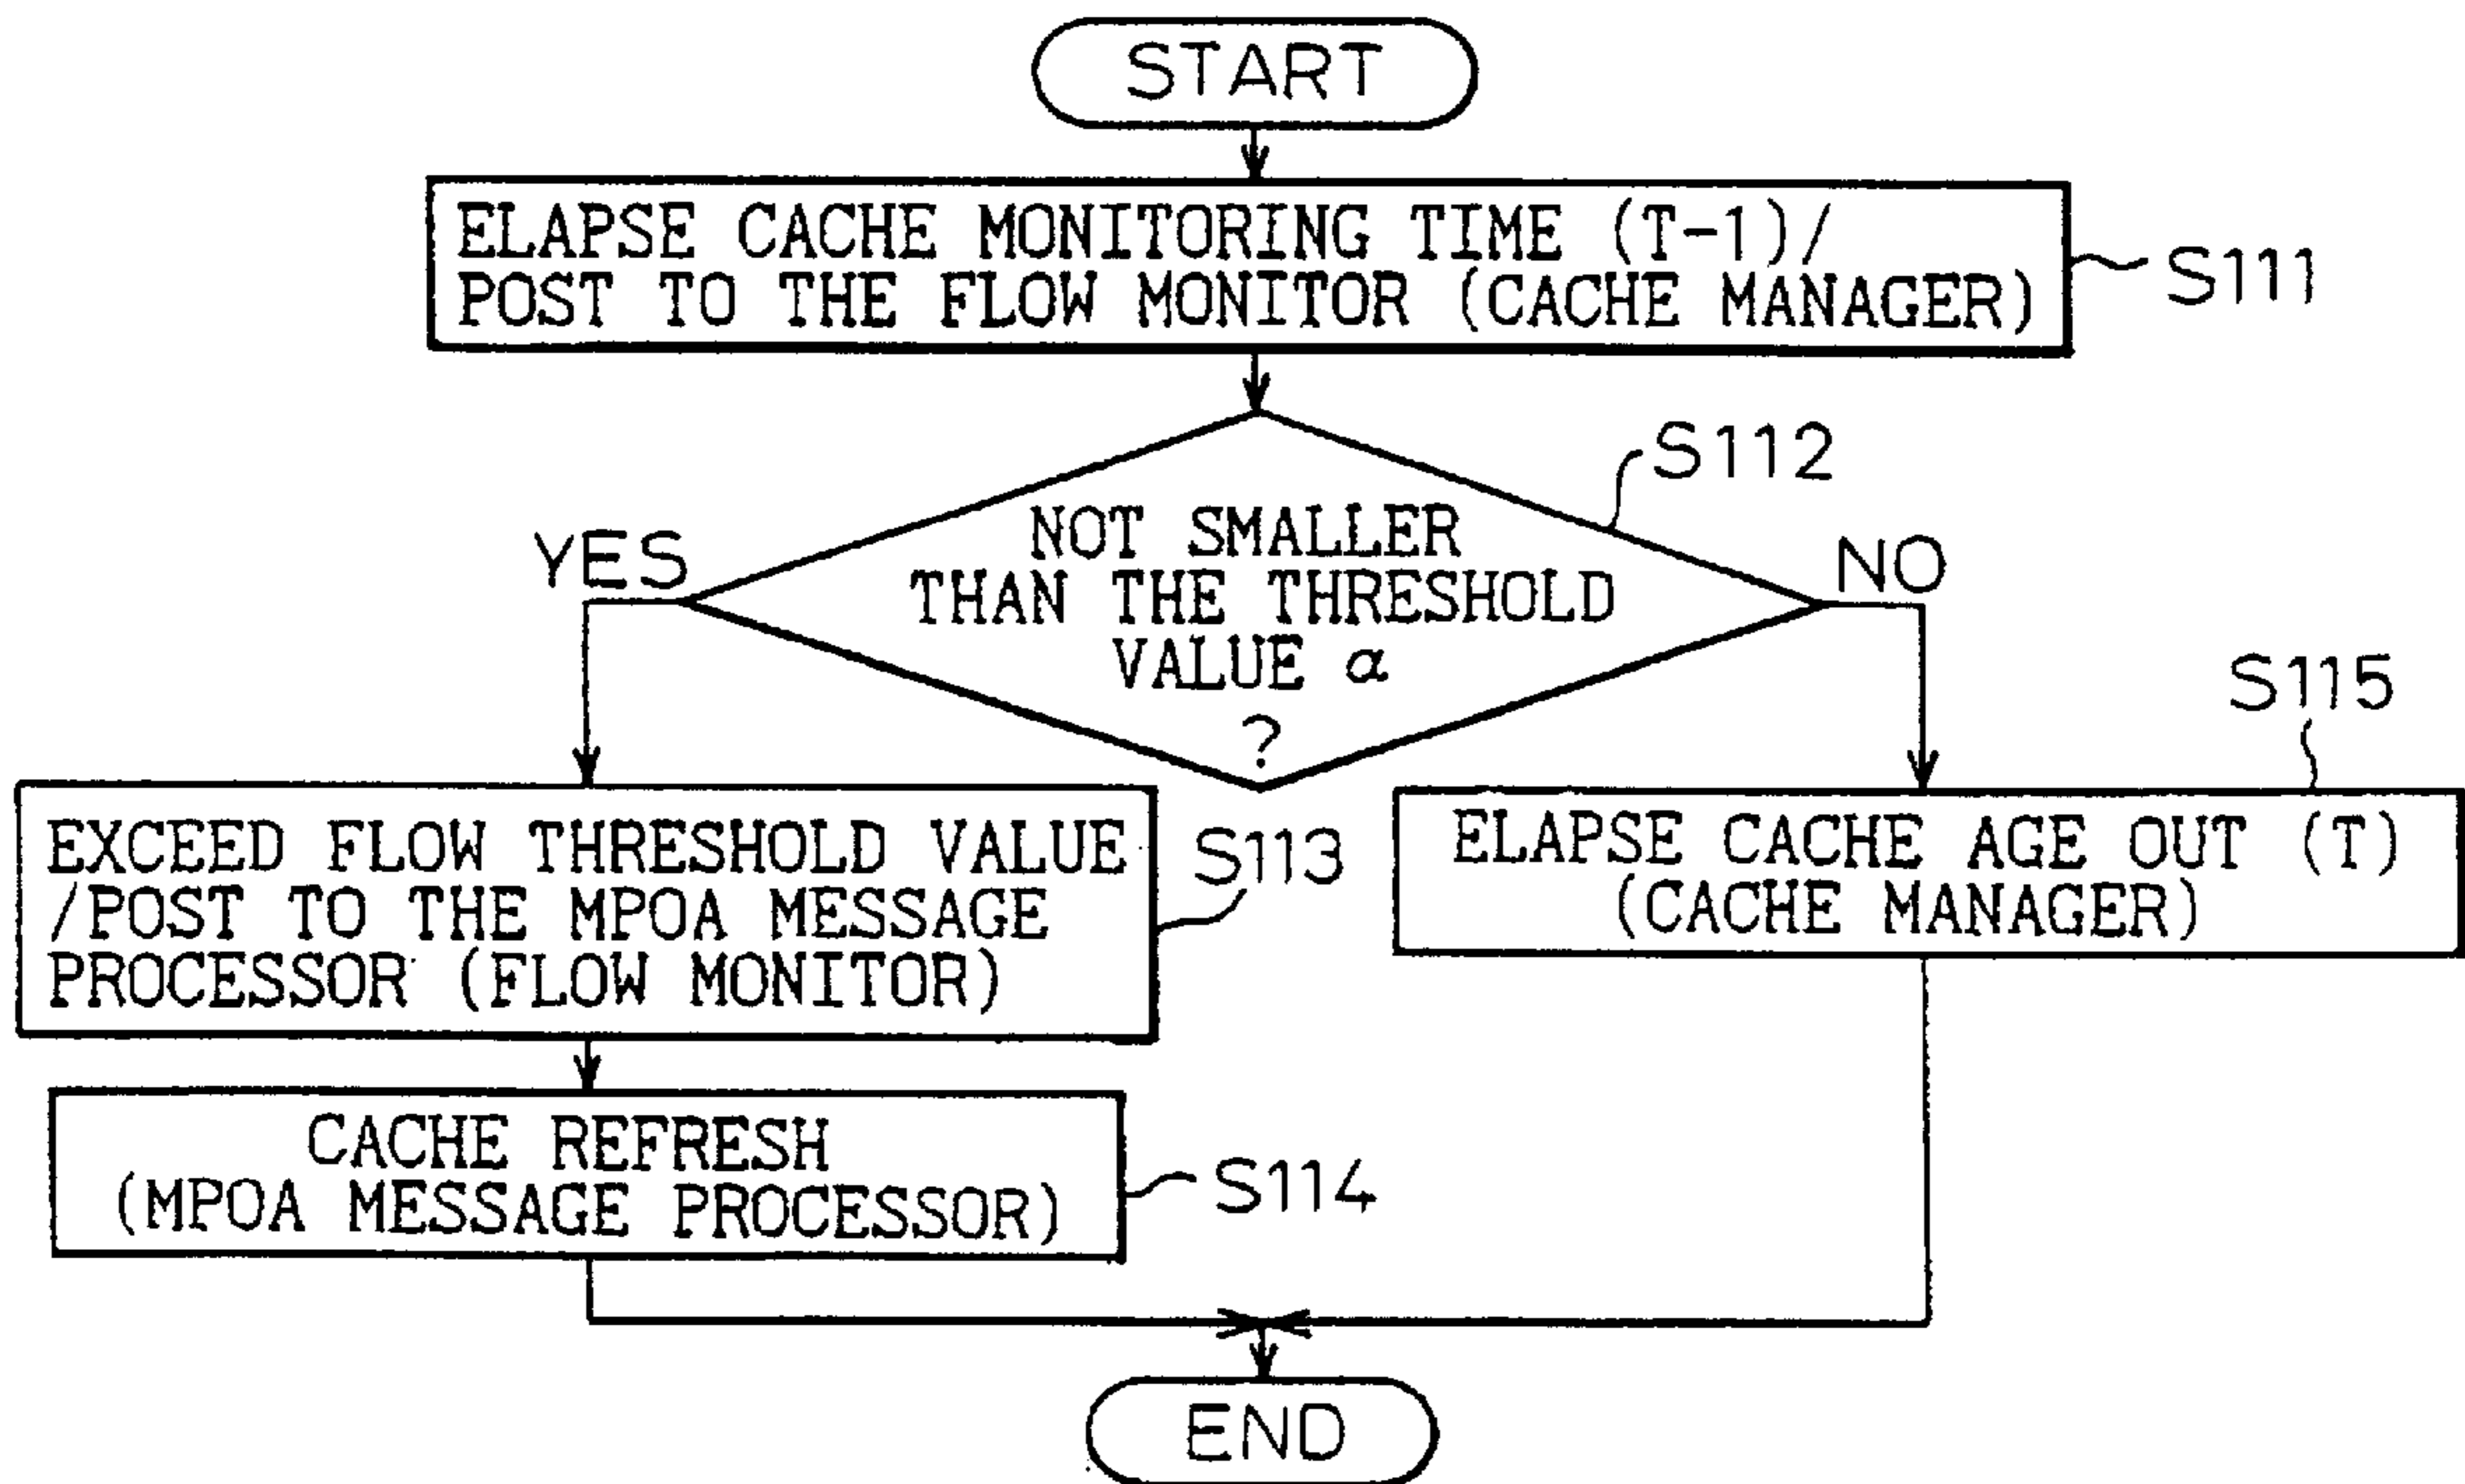 START
ELAPSE CACHE MONITORING TIME (T-1)/
POST TO THE FLOW MONITOR (CACHE MANAGER)
S111
S112
NOT SMALLER
THAN THE THRESHOLD
VALUE α
?
YES
NO
S115
EXCEED FLOW THRESHOLD VALUE
/POST TO THE MPOA MESSAGE
PROCESSOR (FLOW MONITOR)
S113
ELAPSE CACHE AGE OUT (T)
(CACHE MANAGER)
CACHE REFRESH
(MPOA MESSAGE PROCESSOR)
S114
END